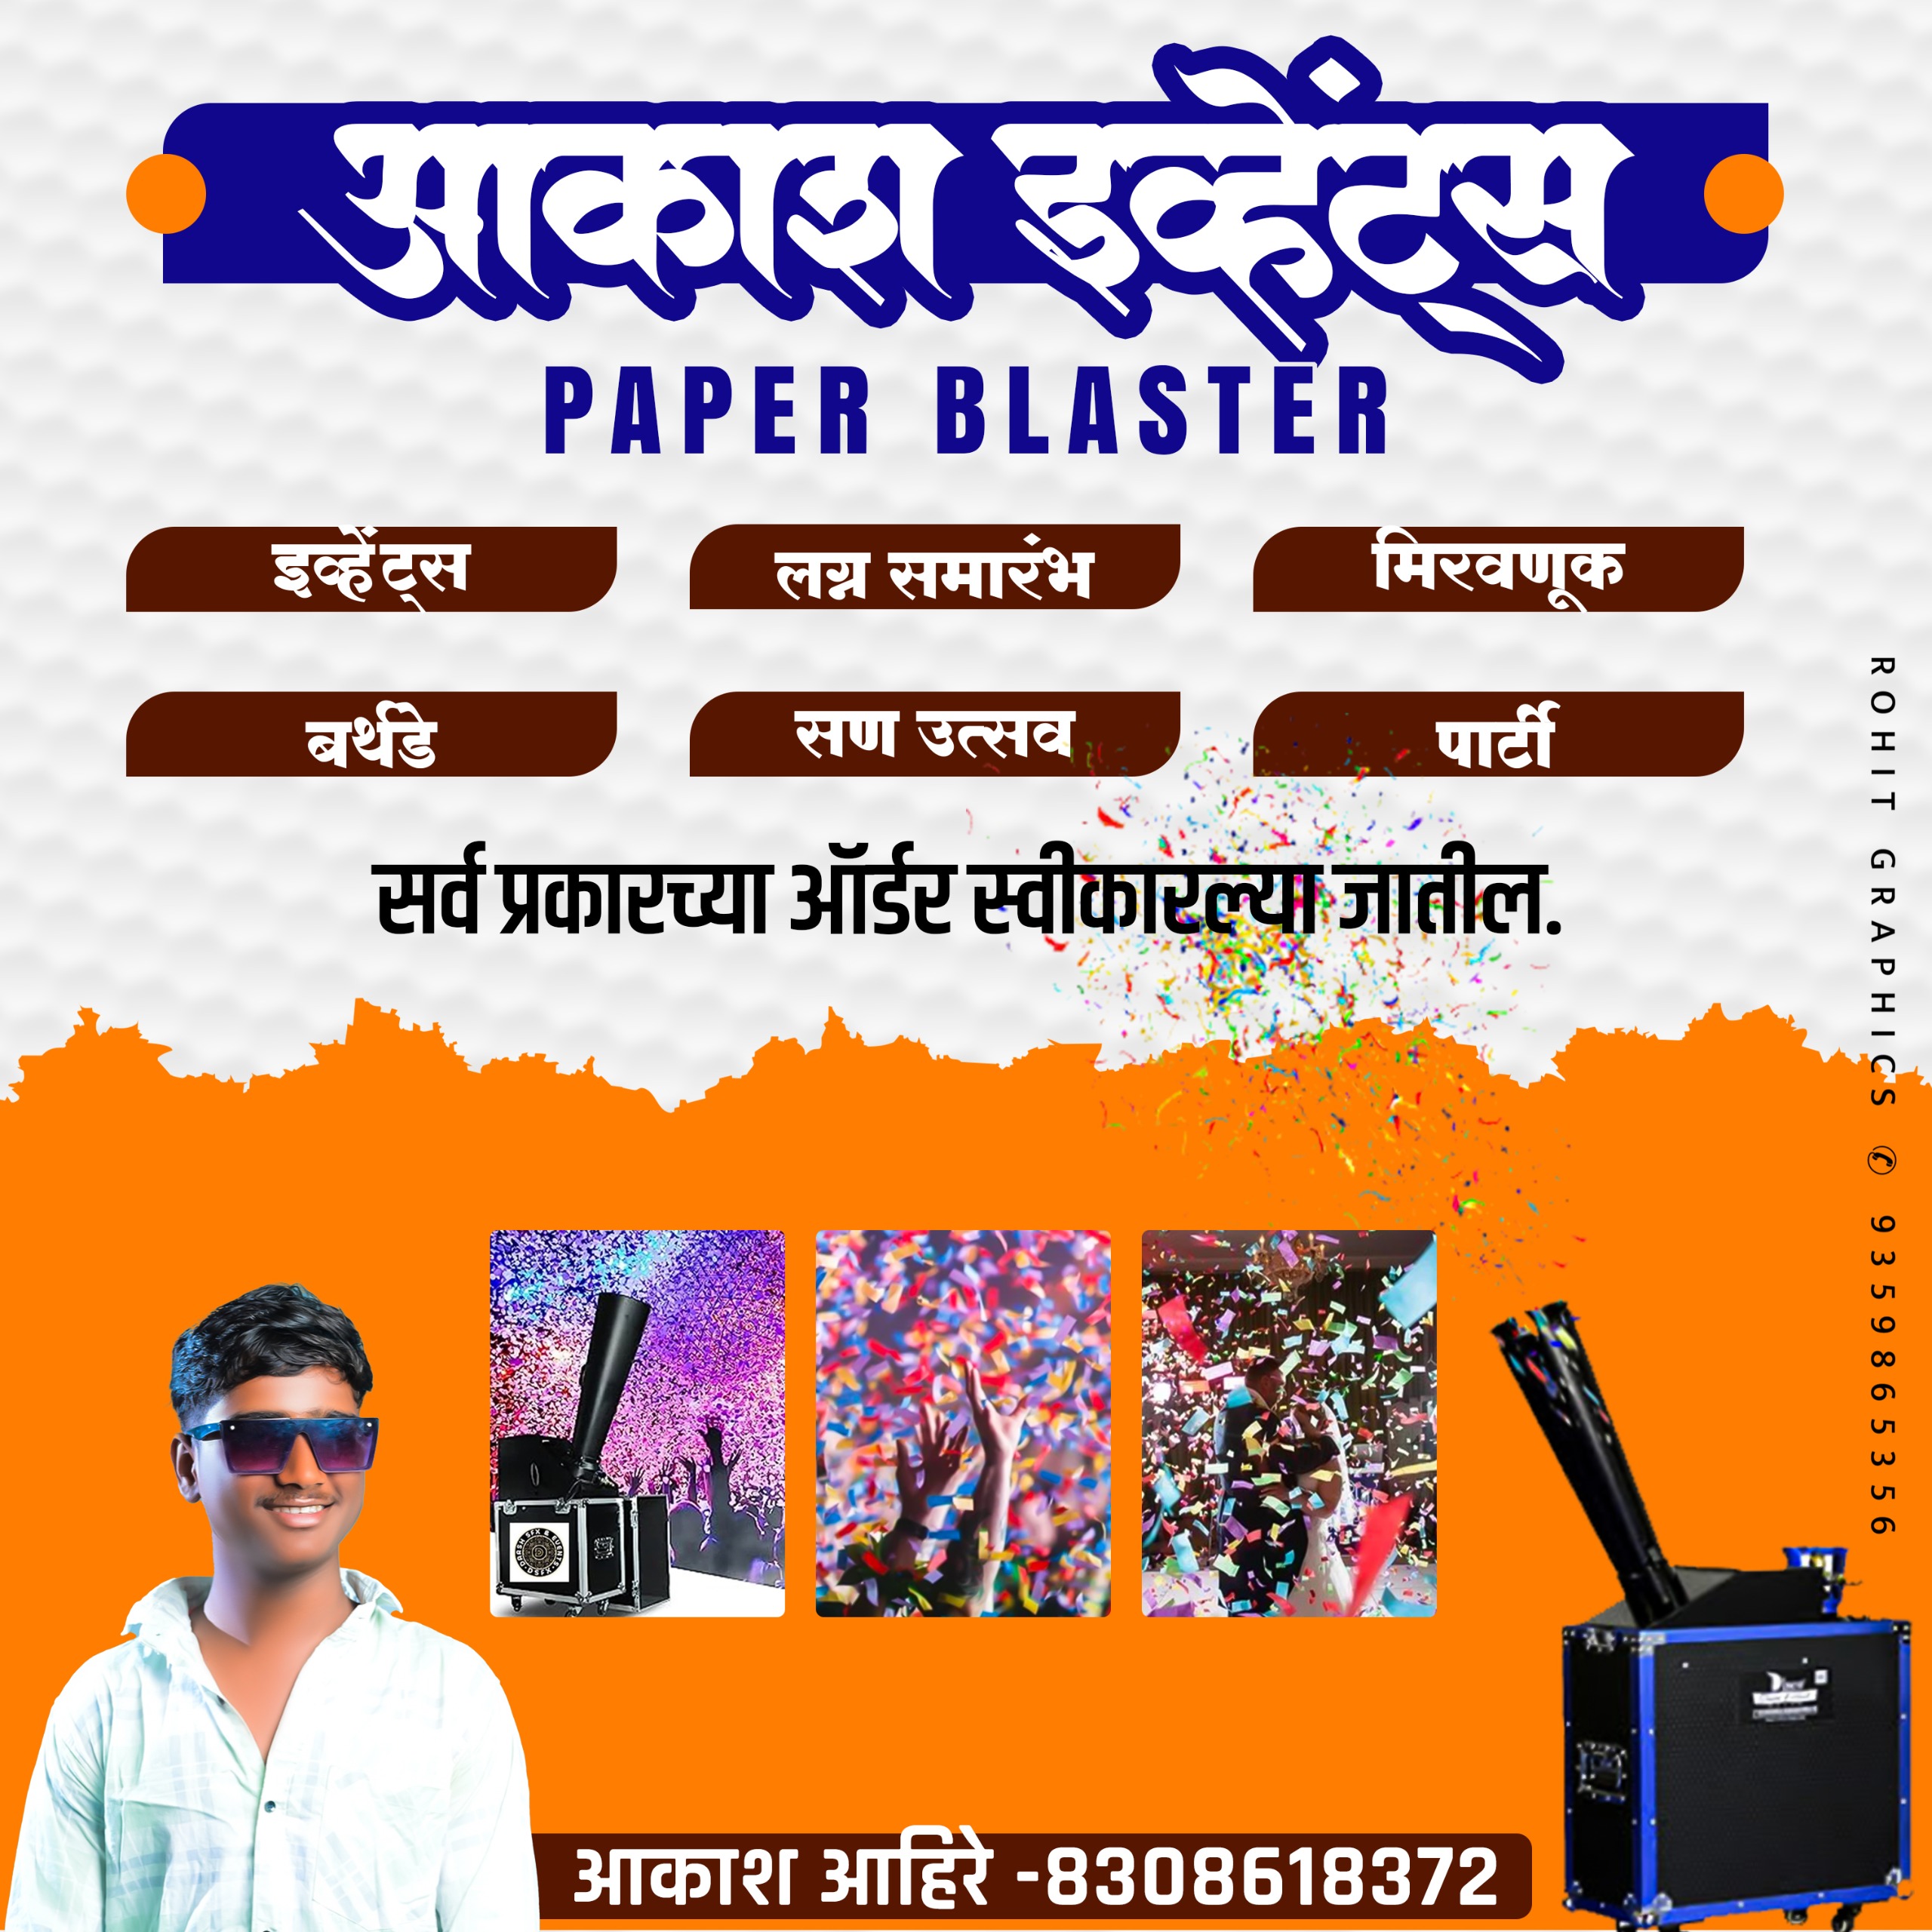 आकाश इव्हेंट्स
PAPER BLASTER
इव्हेंट्स
लग्न समारंभ
मिरवणूक
बर्थडे
सण उत्सव
पार्टी
सर्व प्रकारच्या ऑर्डर स्वीकारल्या जातील.
ROHIT GRAPHICS ✆ 9359865356
आकाश आहिरे -8308618372